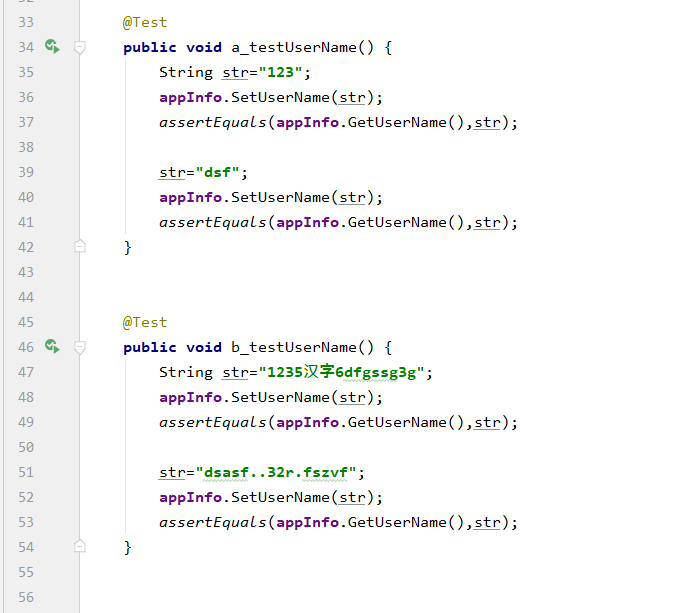 33 @Test
34 public void a_testUserName() {
35 String str="123";
36 appInfo.SetUserName(str);
37 assertEquals(appInfo.GetUserName(),str);
38
39 str="dsf";
40 appInfo.SetUserName(str);
41 assertEquals(appInfo.GetUserName(),str);
42 }
43
44
45 @Test
46 public void b_testUserName() {
47 String str="1235汉字6dfgssg3g";
48 appInfo.SetUserName(str);
49 assertEquals(appInfo.GetUserName(),str);
50
51 str="dsasf..32r.fszvf";
52 appInfo.SetUserName(str);
53 assertEquals(appInfo.GetUserName(),str);
54 }
55
56